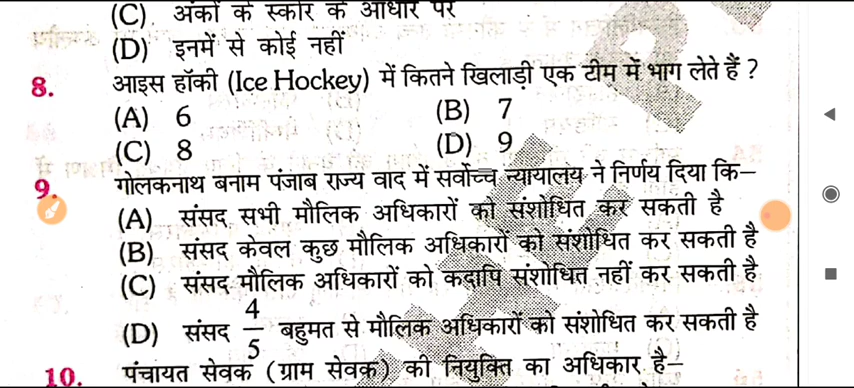 (C) अंकों के स्कोर के आधार पर
(D) इनमें से कोई नहीं
8. आइस हॉकी (Ice Hockey) में कितने खिलाड़ी एक टीम में भाग लेते हैं ?
(A) 6 (B) 7
(C) 8 (D) 9
9. गोलकनाथ बनाम पंजाब राज्य वाद में सर्वोच्च न्यायालय ने निर्णय दिया कि–
(A) संसद सभी मौलिक अधिकारों को संशोधित कर सकती है
(B) संसद केवल कुछ मौलिक अधिकारों को संशोधित कर सकती है
(C) संसद मौलिक अधिकारों को कदापि संशोधित नहीं कर सकती है
(D) संसद 4/5 बहुमत से मौलिक अधिकारों को संशोधित कर सकती है
10. पंचायत सेवक (ग्राम सेवक) की नियुक्ति का अधिकार है–